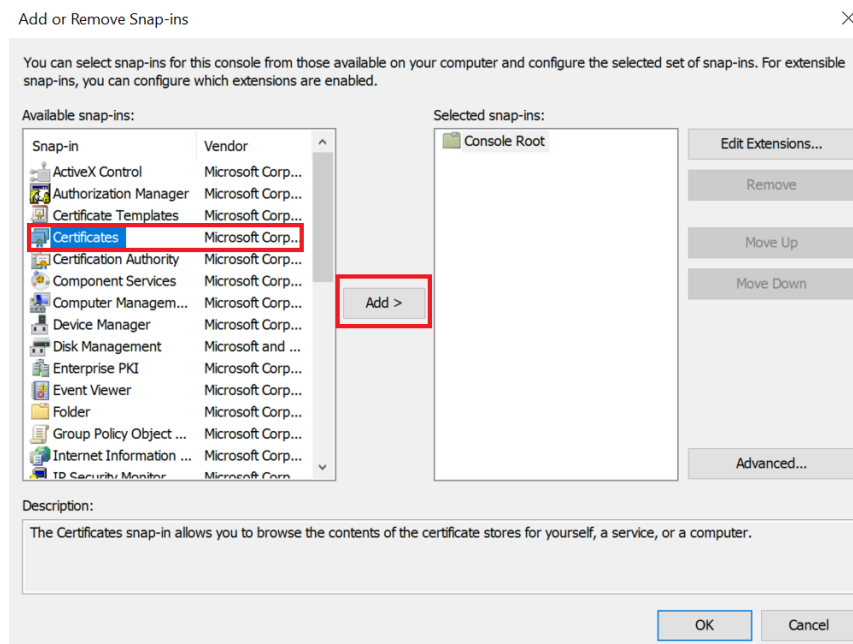 Add or Remove Snap-ins
You can select snap-ins for this console from those available on your computer and configure the selected set of snap-ins. For extensible
snap-ins, you can configure which extensions are enabled.
Available snap-ins:
Snap-in Vendor
ActiveX Control Microsoft Corp...
Authorization Manager Microsoft Corp...
Certificate Templates Microsoft Corp...
Certificates Microsoft Corp...
Certification Authority Microsoft Corp...
Component Services Microsoft Corp...
Computer Managem... Microsoft Corp...
Device Manager Microsoft Corp...
Disk Management Microsoft and ...
Enterprise PKI Microsoft Corp...
Event Viewer Microsoft Corp...
Folder Microsoft Corp...
Group Policy Object ... Microsoft Corp...
Internet Information ... Microsoft Corp...
IP Security Monitor Microsoft Corp...
Add >
Selected snap-ins:
Console Root
Edit Extensions...
Remove
Move Up
Move Down
Advanced...
Description:
The Certificates snap-in allows you to browse the contents of the certificate stores for yourself, a service, or a computer.
OK Cancel